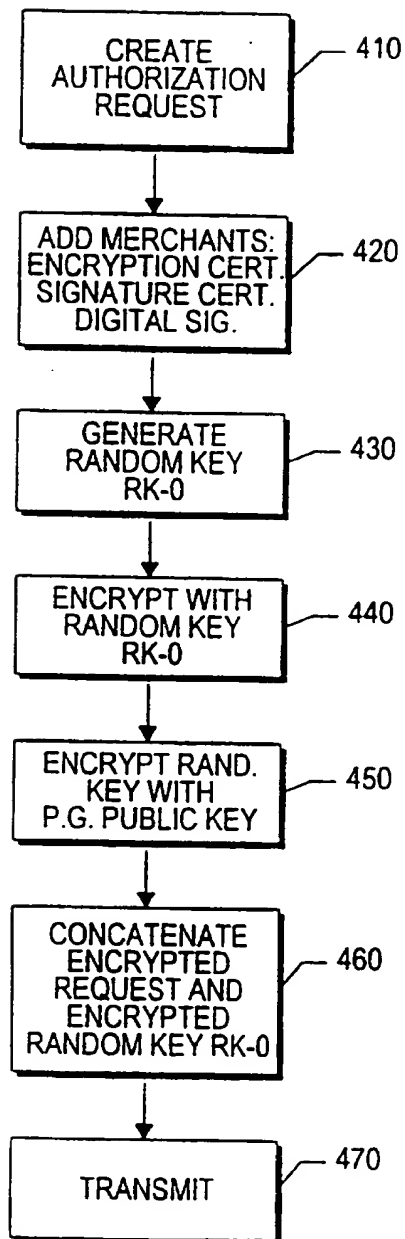 CREATE
AUTHORIZATION
REQUEST
410
ADD MERCHANTS:
ENCRYPTION CERT.
SIGNATURE CERT.
DIGITAL SIG.
420
GENERATE
RANDOM KEY
RK-0
430
ENCRYPT WITH
RANDOM KEY
RK-0
440
ENCRYPT RAND.
KEY WITH
P.G. PUBLIC KEY
450
CONCATENATE
ENCRYPTED
REQUEST AND
ENCRYPTED
RANDOM KEY RK-0
460
TRANSMIT
470